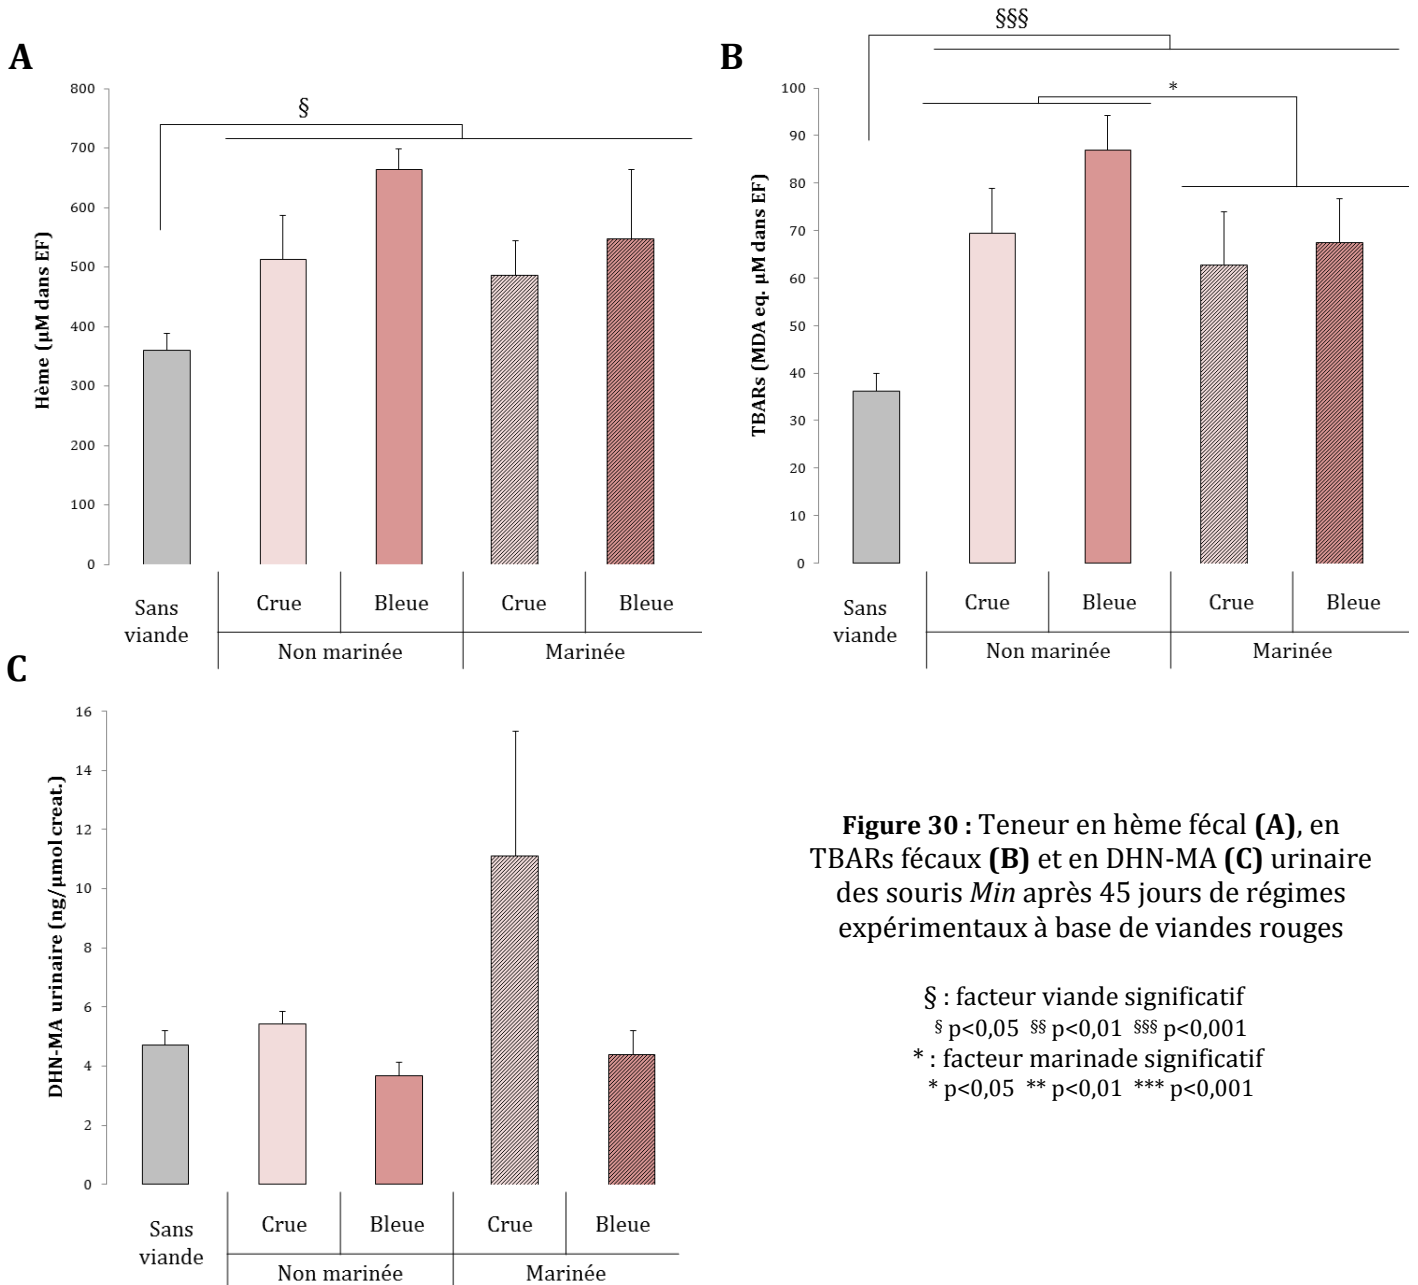 A
§
800
700
600
500
400
300
200
100
0
Hème (µM dans EF)
Sans viande
Crue
Bleue
Crue
Bleue
Non marinée
Marinée
B
§§§
*
100
90
80
70
60
50
40
30
20
10
0
TBARs (MDA eq. µM dans EF)
Sans viande
Crue
Bleue
Crue
Bleue
Non marinée
Marinée
C
16
14
12
10
8
6
4
2
0
DHN-MA urinaire (ng/µmol creat.)
Sans viande
Crue
Bleue
Crue
Bleue
Non marinée
Marinée
Figure 30 : Teneur en hème fécal (A), en
TBARs fécaux (B) et en DHN-MA (C) urinaire
des souris Min après 45 jours de régimes
expérimentaux à base de viandes rouges
§ : facteur viande significatif
§ p<0,05 §§ p<0,01 §§§ p<0,001
* : facteur marinade significatif
* p<0,05 ** p<0,01 *** p<0,001